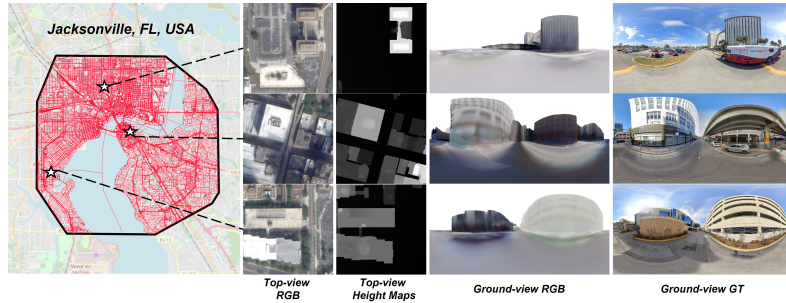 Jacksonville, FL, USA
Top-view
RGB
Top-view
Height Maps
Ground-view RGB
Ground-view GT